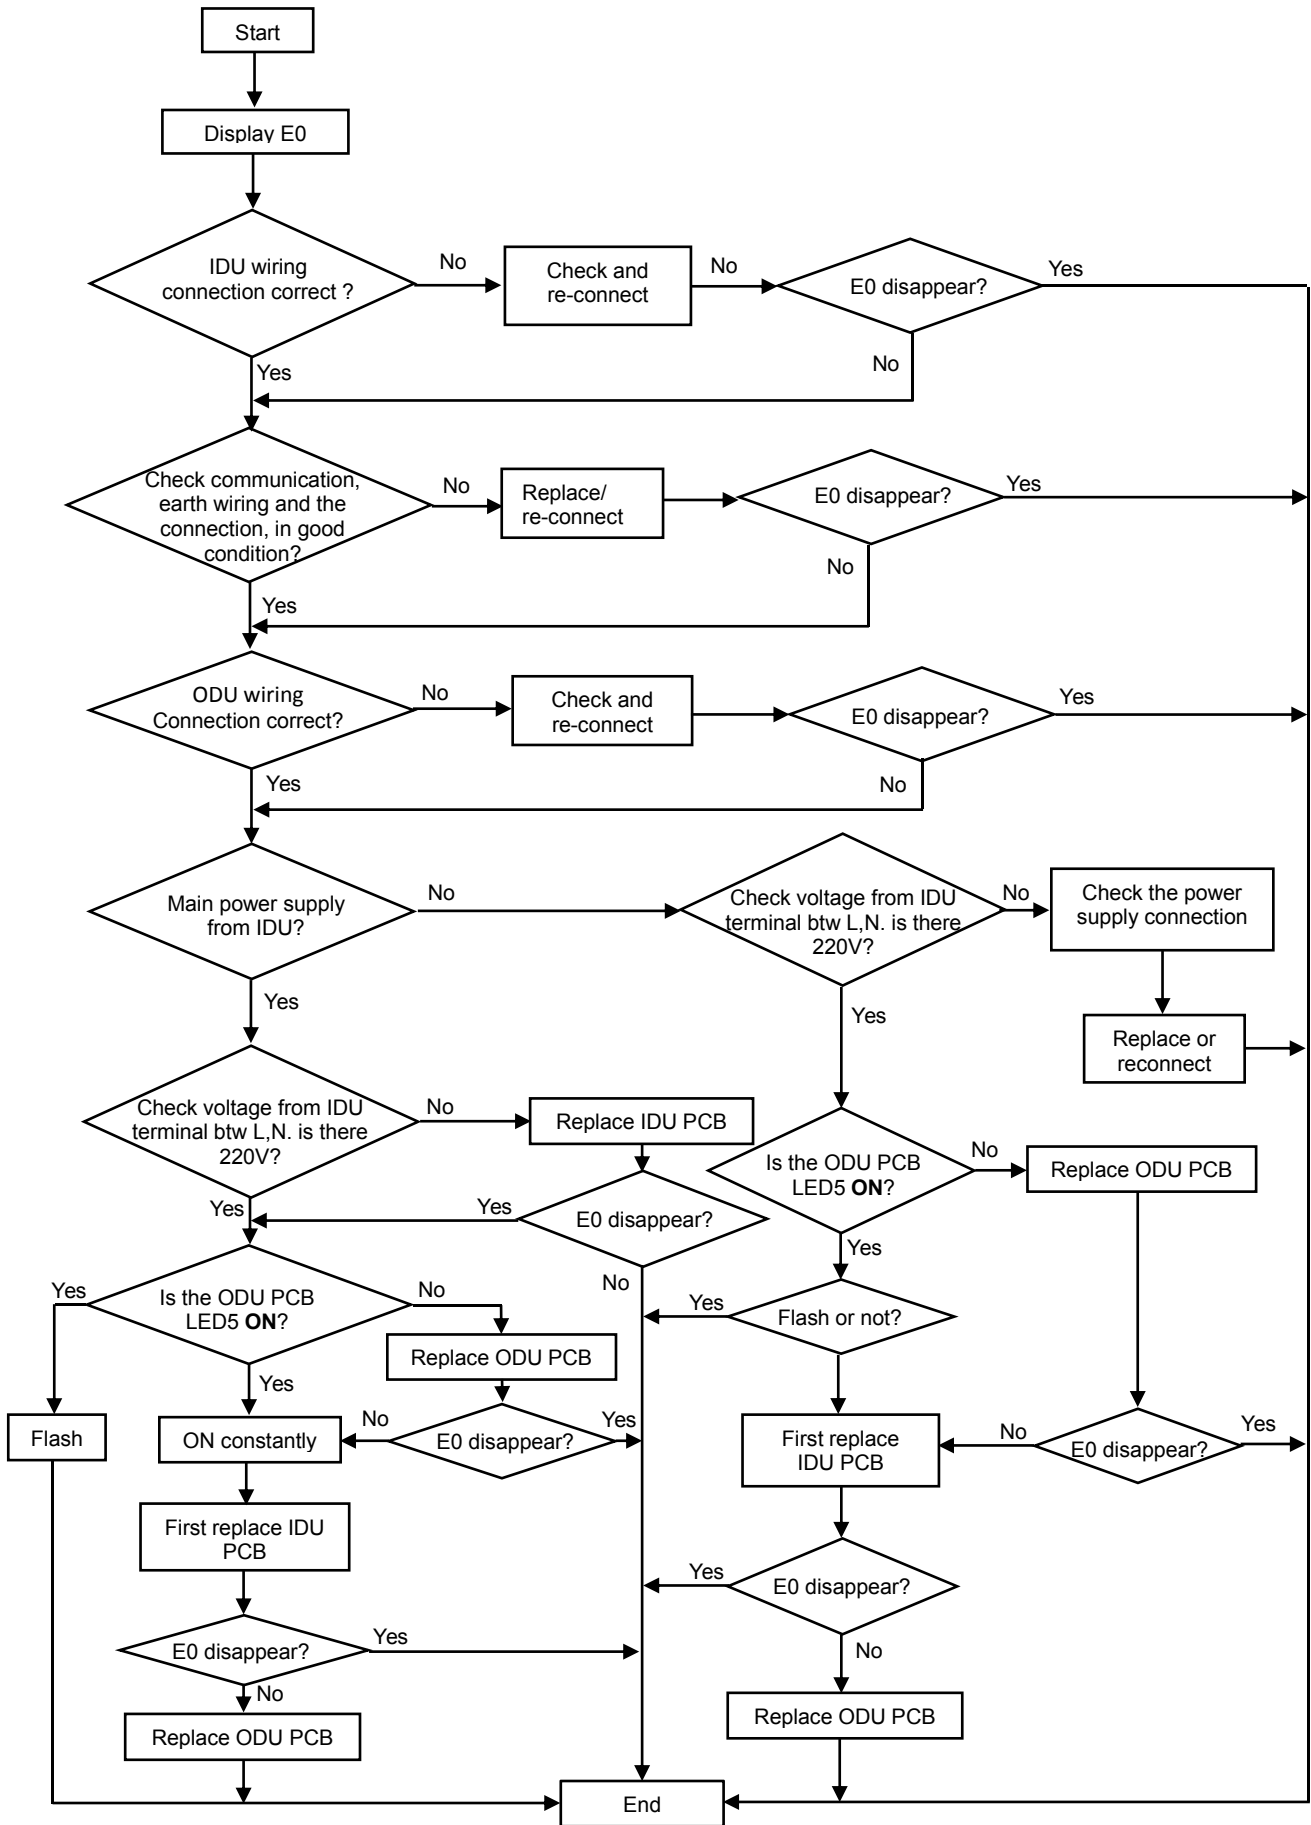 Start
Display E0
IDU wiring
connection correct ?
No
Check and
re-connect
No
E0 disappear?
Yes
No
Yes
Check communication,
earth wiring and the
connection, in good
condition?
No
Replace/
re-connect
E0 disappear?
Yes
No
Yes
ODU wiring
Connection correct?
No
Check and
re-connect
E0 disappear?
Yes
No
Yes
Main power supply
from IDU?
No
Check voltage from IDU
terminal btw L,N. is there
220V?
No
Check the power
supply connection
Yes
Yes
Replace or
reconnect
Check voltage from IDU
terminal btw L,N. is there
220V?
No
Replace IDU PCB
Is the ODU PCB
LED5 ON?
No
Replace ODU PCB
Yes
Yes
E0 disappear?
Yes
No
Yes
Is the ODU PCB
LED5 ON?
No
Yes
Flash or not?
Replace ODU PCB
Yes
Flash
ON constantly
No
E0 disappear?
Yes
First replace
IDU PCB
No
E0 disappear?
Yes
First replace IDU
PCB
Yes
E0 disappear?
E0 disappear?
Yes
No
No
Replace ODU PCB
Replace ODU PCB
End